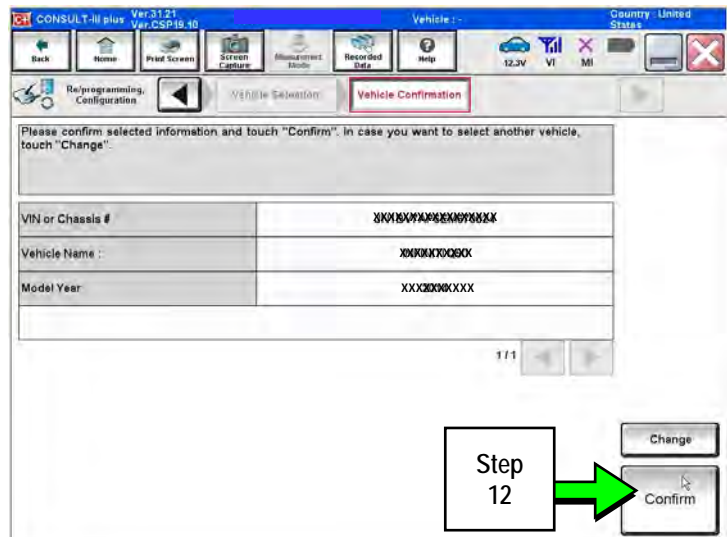 CONSULT-III plus Ver.31.21 Vehicle : - Country : United
Ver.CSP19.10 States
Back Home Print Screen Screen Capture Measurement Mode Recorded Data Help 12.3V VI MI
Re/programming, Configuration Vehicle Selection Vehicle Confirmation
Please confirm selected information and touch "Confirm". In case you want to select another vehicle,
touch "Change".
VIN or Chassis #
Vehicle Name :
Model Year
1/1
Change
Step
12
Confirm